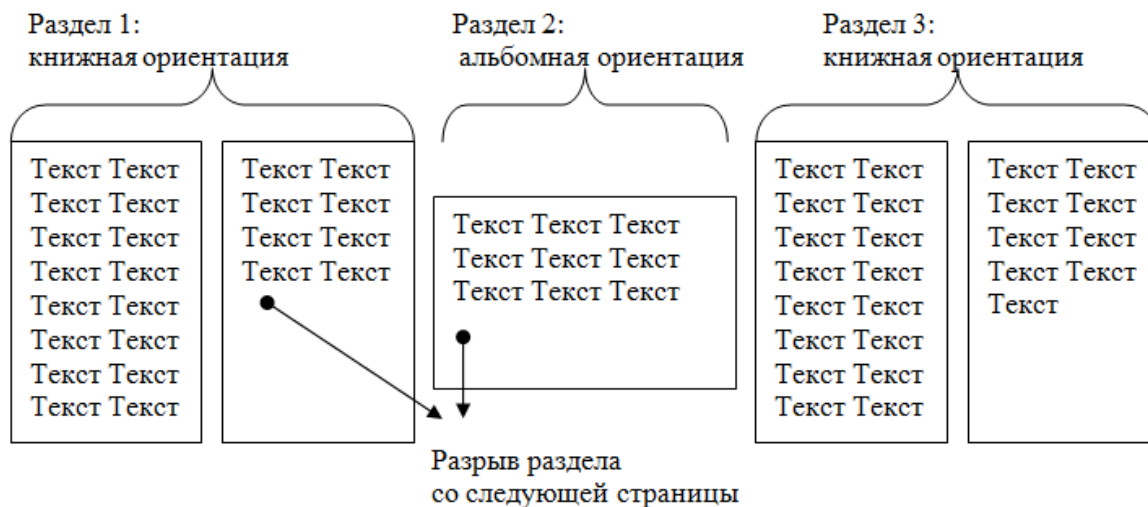 Раздел 1:
книжная ориентация
Раздел 2:
альбомная ориентация
Раздел 3:
книжная ориентация
Текст Текст
Текст Текст
Текст Текст
Текст Текст
Текст Текст
Текст Текст
Текст Текст
Текст Текст
Текст Текст
Текст Текст
Текст Текст
Текст Текст
Текст Текст Текст
Текст Текст Текст
Текст Текст Текст
Текст Текст
Текст Текст
Текст Текст
Текст Текст
Текст Текст
Текст Текст
Текст Текст
Текст Текст
Текст Текст
Текст Текст
Текст Текст
Текст Текст
Текст
Разрыв раздела
со следующей страницы